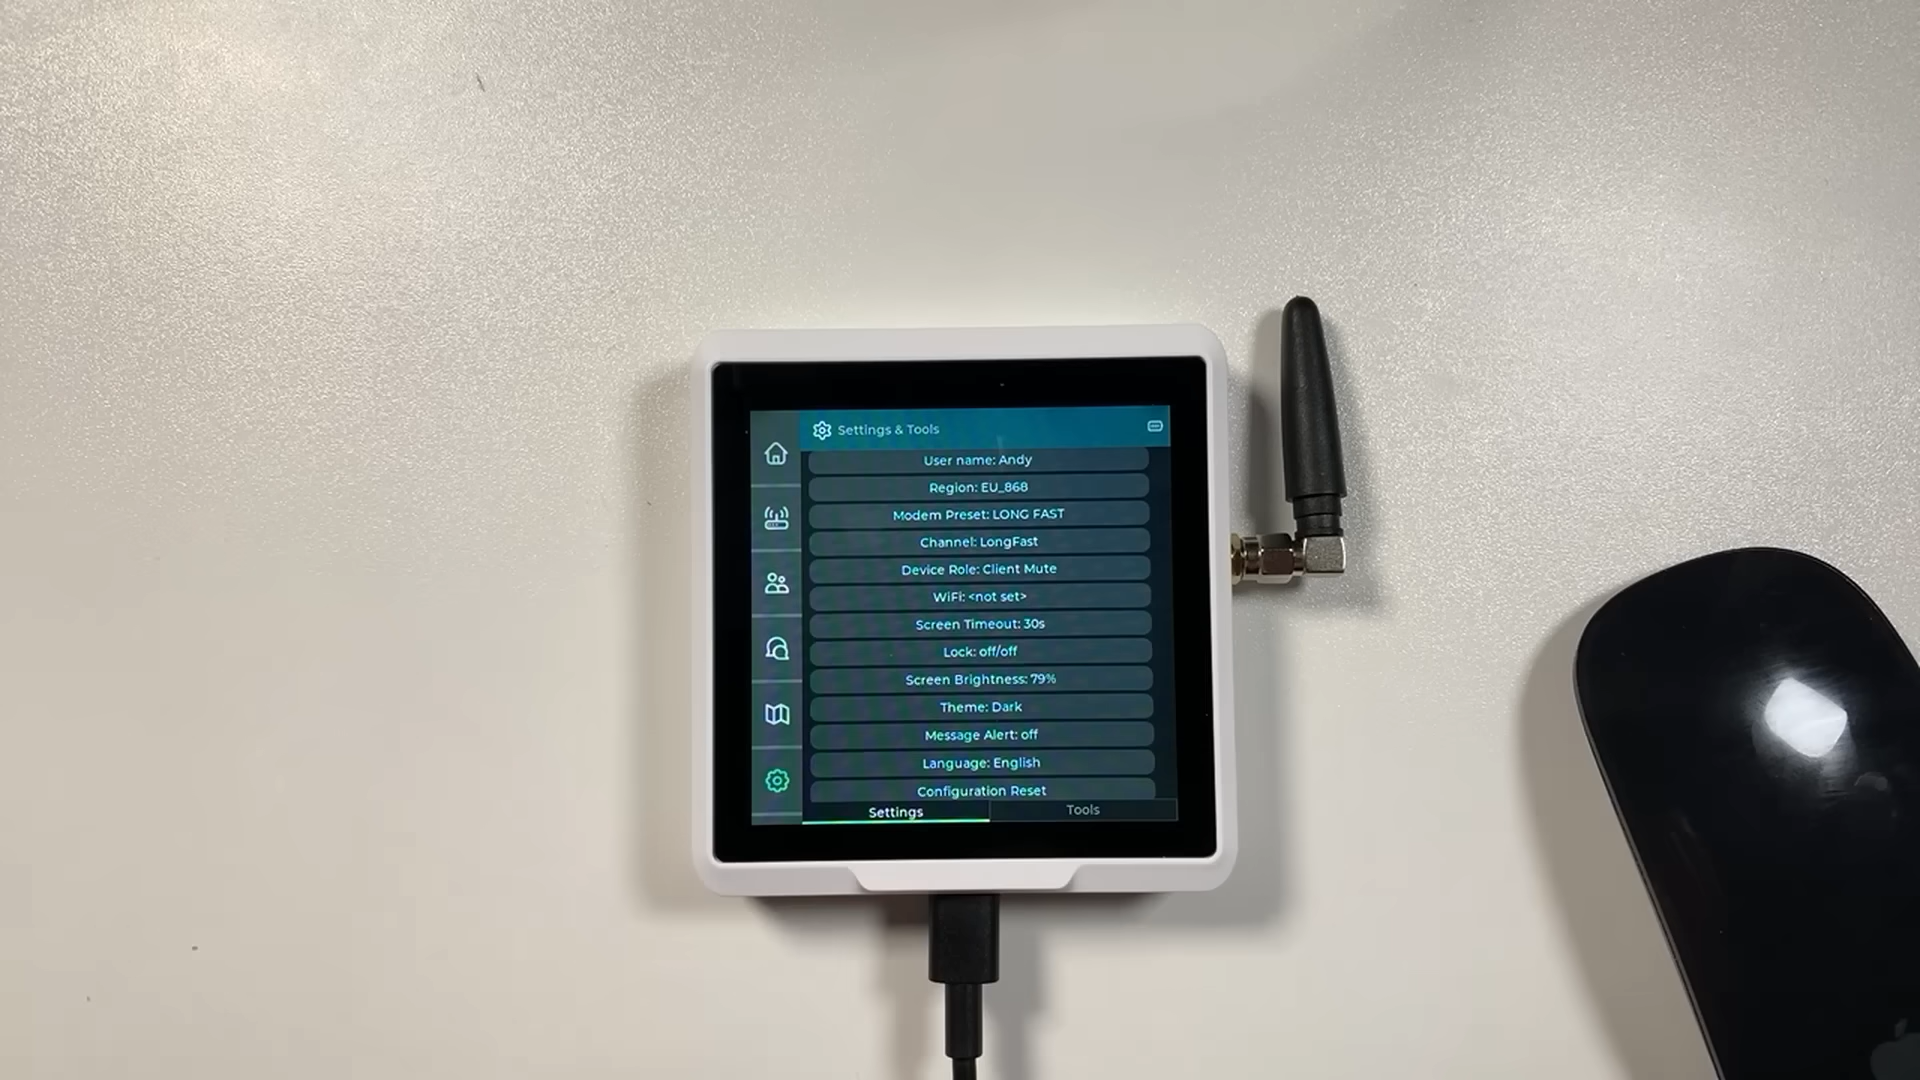 Settings & Tools
User name: Andy
Region: EU_868
Modem Preset: LONG FAST
Channel: LongFast
Device Role: Client Mute
WiFi: <not set>
Screen Timeout: 30s
Lock: off/off
Screen Brightness: 79%
Theme: Dark
Message Alert: off
Language: English
Configuration Reset
Settings
Tools